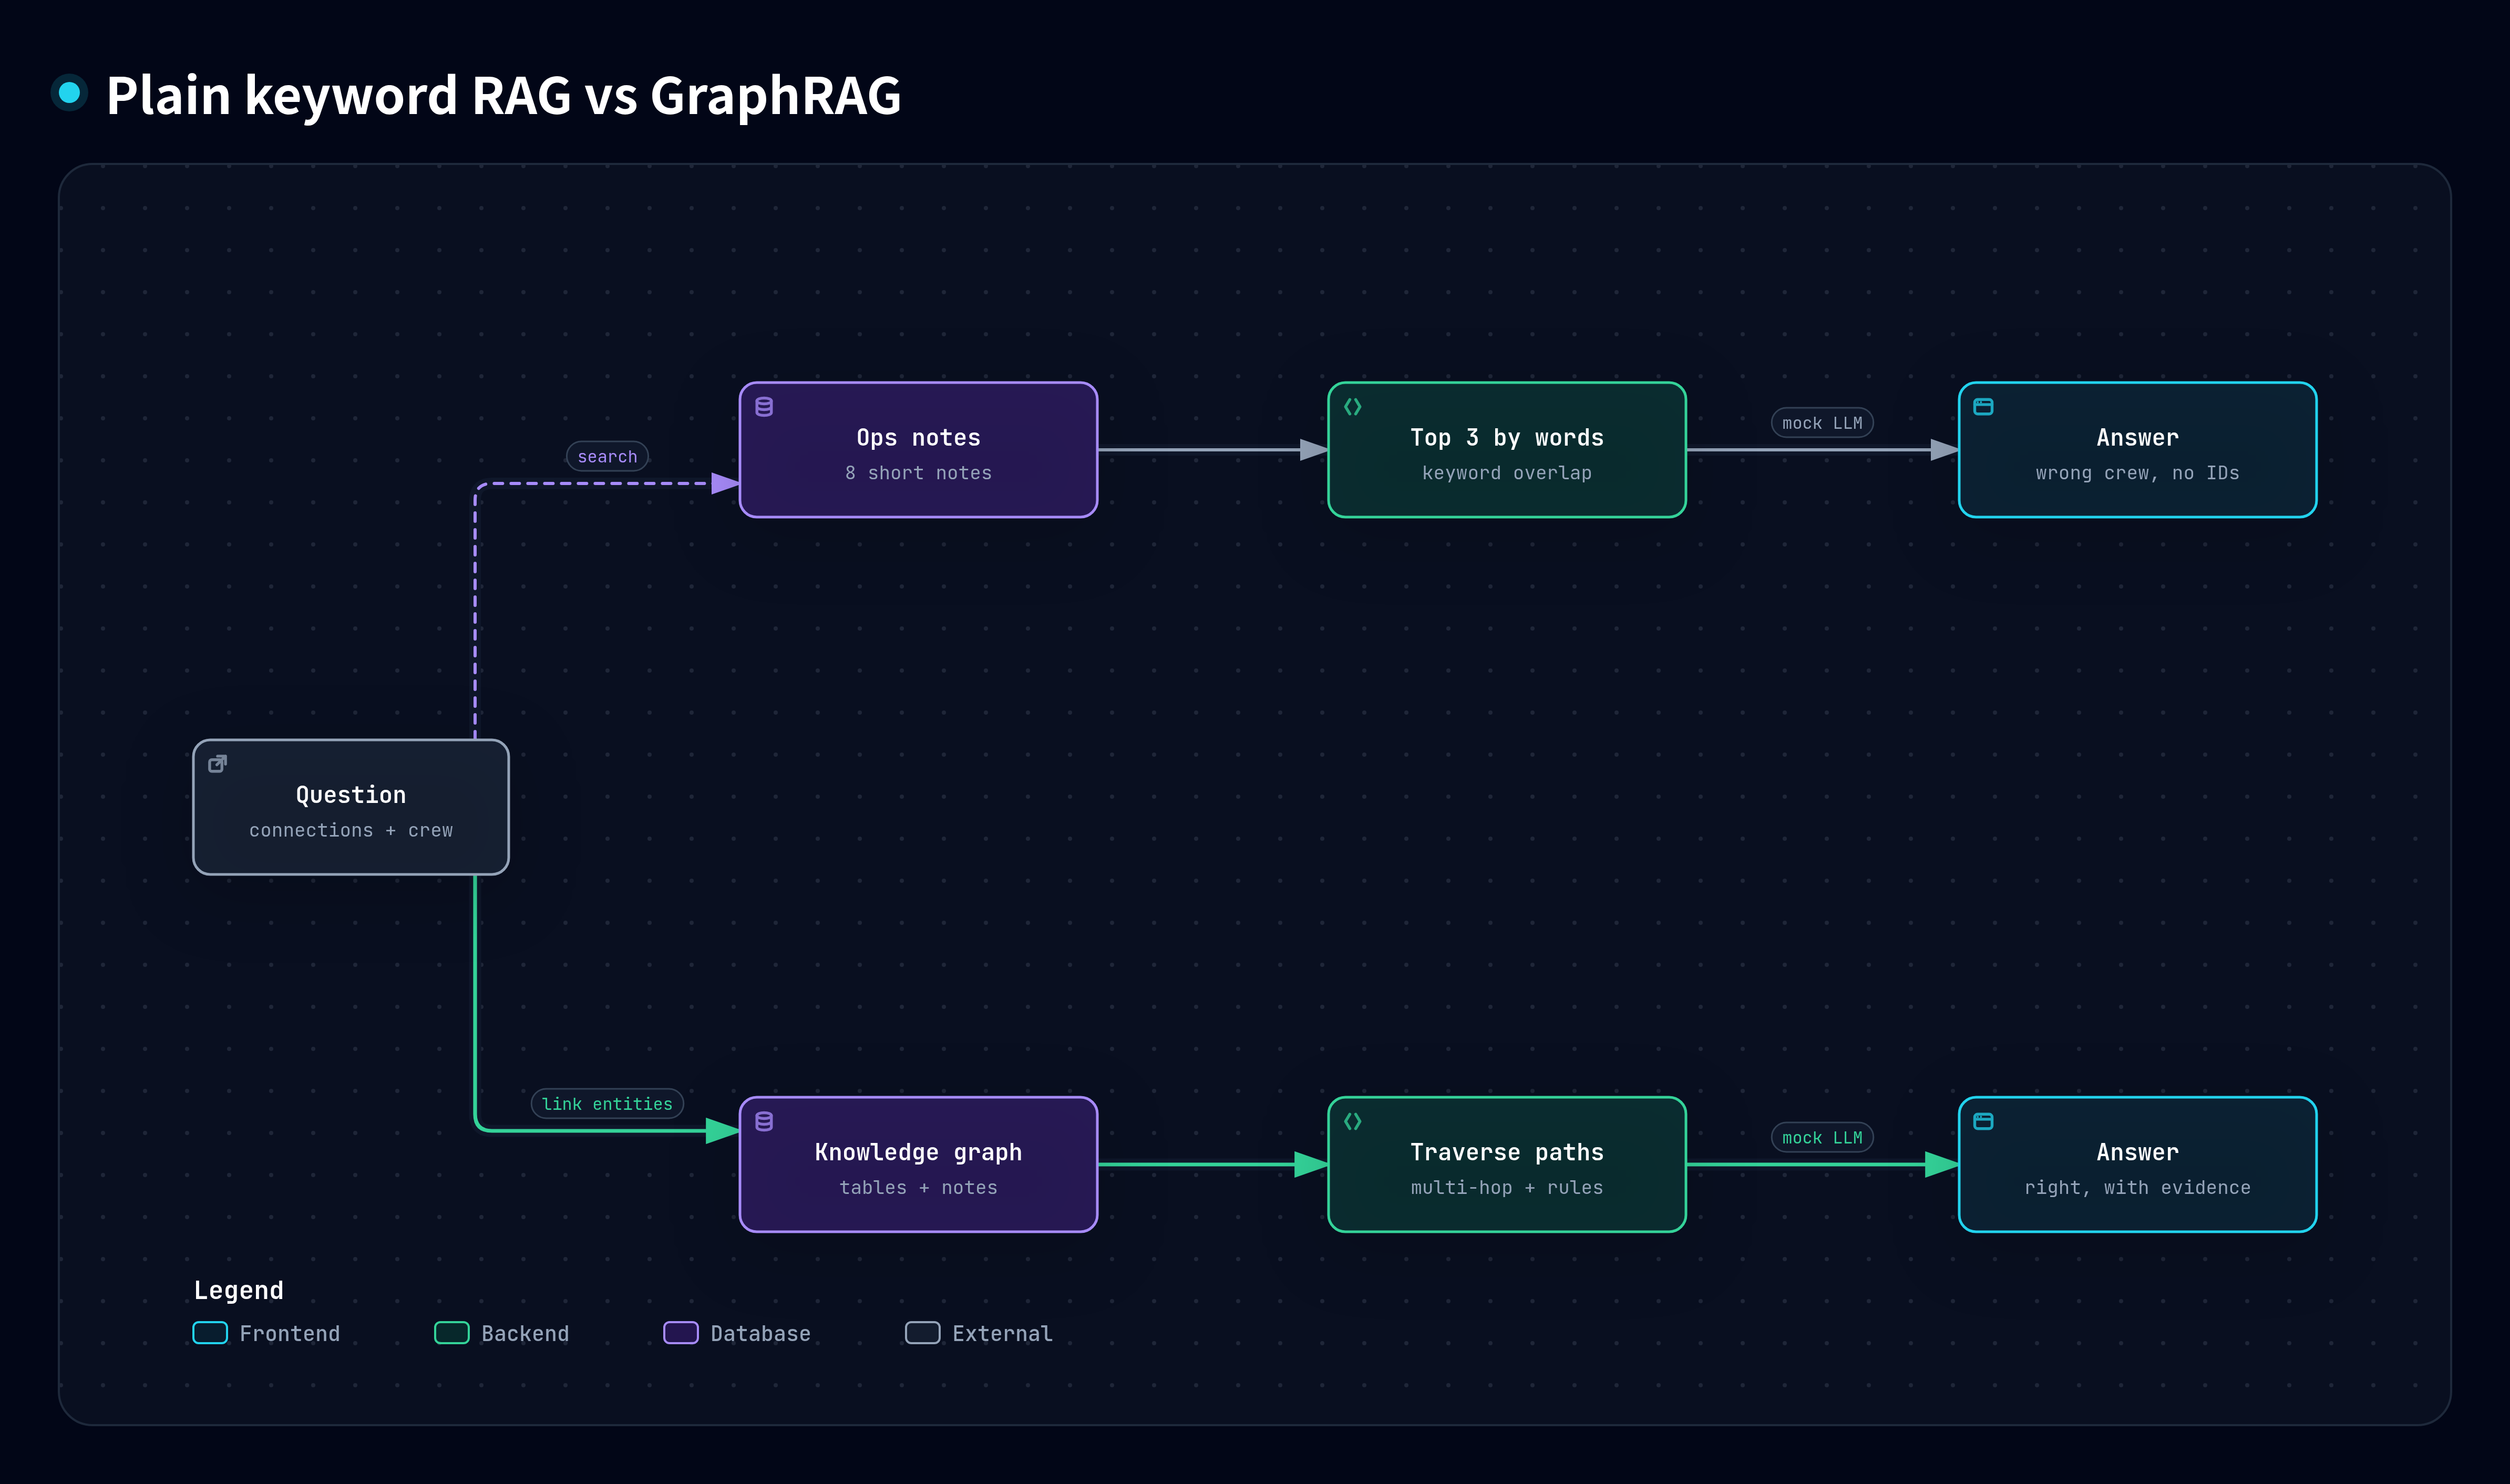 Plain keyword RAG vs GraphRAG
search
Ops notes
8 short notes
Top 3 by words
keyword overlap
mock LLM
Answer
wrong crew, no IDs
Question
connections + crew
link entities
Knowledge graph
tables + notes
Traverse paths
multi-hop + rules
mock LLM
Answer
right, with evidence
Legend
Frontend
Backend
Database
External